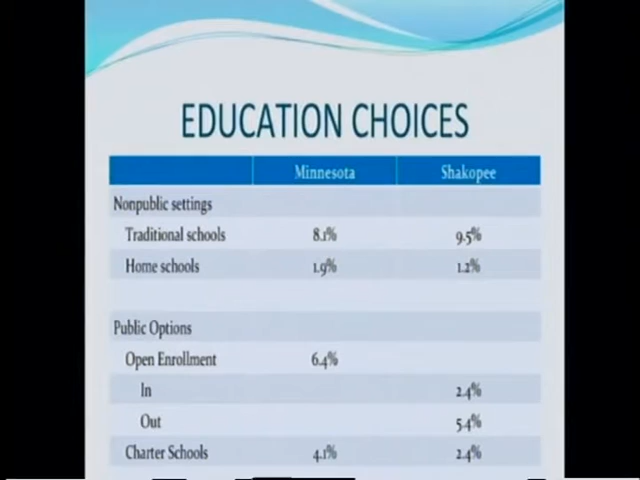 EDUCATION CHOICES
Minnesota Shakopee
Nonpublic settings
Traditional schools 8.1% 9.5%
Home schools 1.9% 1.2%
Public Options
Open Enrollment 6.4%
In 2.4%
Out 5.4%
Charter Schools 4.1% 2.4%